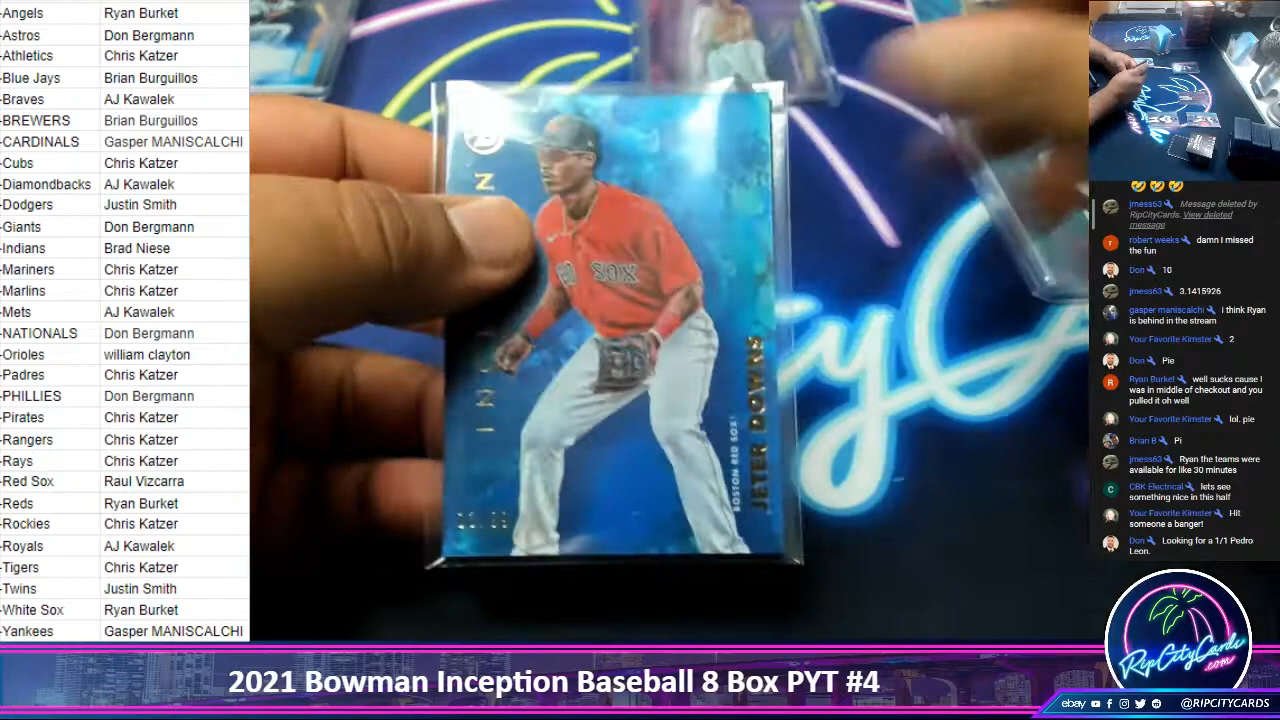 -Angels Ryan Burket
-Astros Don Bergmann
-Athletics Chris Katzer
-Blue Jays Brian Burguillos
-Braves AJ Kawalek
-BREWERS Brian Burguillos
-CARDINALS Gasper MANISCALCHI
-Cubs Chris Katzer
-Diamondbacks AJ Kawalek
-Dodgers Justin Smith
-Giants Don Bergmann
-Indians Brad Niese
-Mariners Chris Katzer
-Marlins Chris Katzer
-Mets AJ Kawalek
-NATIONALS Don Bergmann
-Orioles william clayton
-Padres Chris Katzer
-PHILLIES Don Bergmann
-Pirates Chris Katzer
-Rangers Chris Katzer
-Rays Chris Katzer
-Red Sox Raul Vizcarra
-Reds Ryan Burket
-Rockies Chris Katzer
-Royals AJ Kawalek
-Tigers Chris Katzer
-Twins Justin Smith
-White Sox Ryan Burket
-Yankees Gasper MANISCALCHI
SOX
BOSTON RED SOX
JETER DOWNS
jmess63 Message deleted by
RipCityCards. View deleted
message
robert weeks damn I missed
the fun
Don 10
jmess63 3.1415926
gasper maniscalchi i think Ryan
is behind in the stream
Your Favorite Kimster 2
Don Pie
Ryan Burket well sucks cause I
was in middle of checkout and you
pulled it oh well
Your Favorite Kimster lol. pie
Brian B Pi
jmess63 Ryan the teams were
available for like 30 minutes
CBK Electrical lets see
something nice in this half
Your Favorite Kimster Hit
someone a banger!
Don Looking for a 1/1 Pedro
Leon.
RipCityCards
.com
2021 Bowman Inception Baseball 8 Box PYT #4
ebay @RIPCITYCARDS